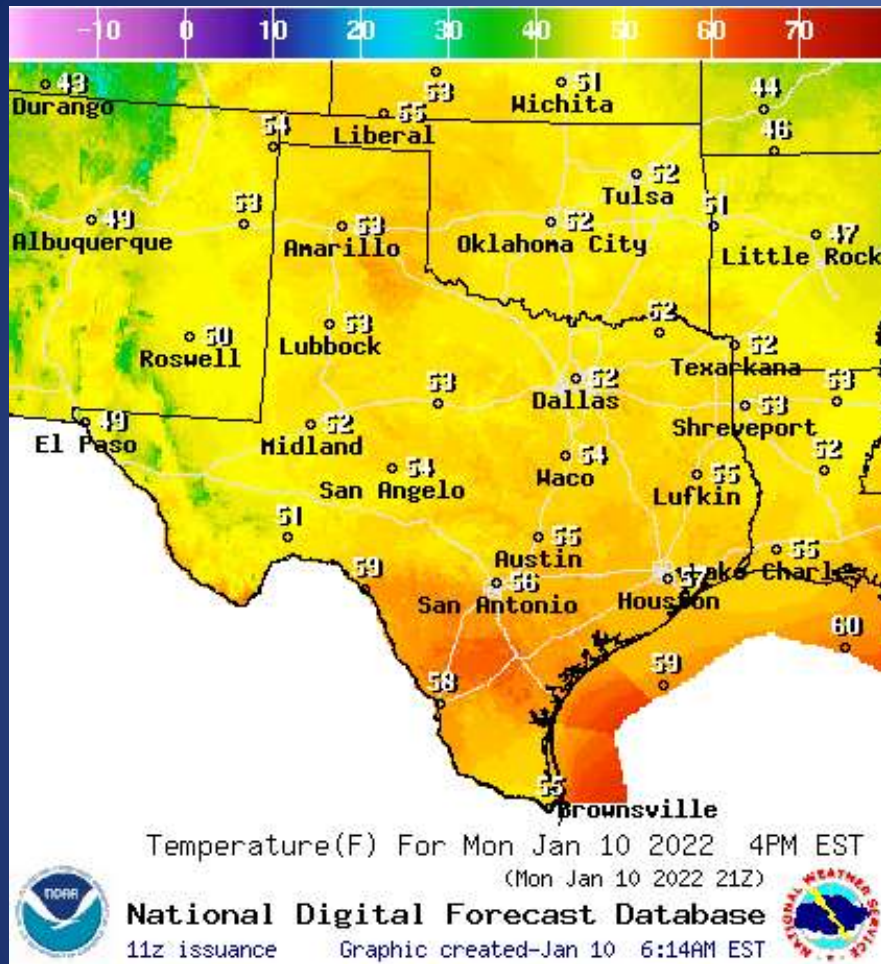 -10 0 10 20 30 40 50 60 70
43
Durango
53
51
Wichita
44
55
Liberal
54
46
52
Tulsa
49
Albuquerque
53
53
Amarillo
52
Oklahoma City
51
47
Little Rock
50
Roswell
53
Lubbock
52
52
Texarkana
52
Dallas
53
53
Shreveport
53
49
El Paso
52
Midland
54
San Angelo
54
Waco
55
Lufkin
52
51
55
Austin
55
Lake Charles
59
56
San Antonio
57
Houston
60
59
58
55
Brownsville
Temperature(F) For Mon Jan 10 2022 4PM EST
(Mon Jan 10 2022 21Z)
National Digital Forecast Database
11z issuance Graphic created-Jan 10 6:14AM EST
NOAA
NATIONAL WEATHER SERVICE